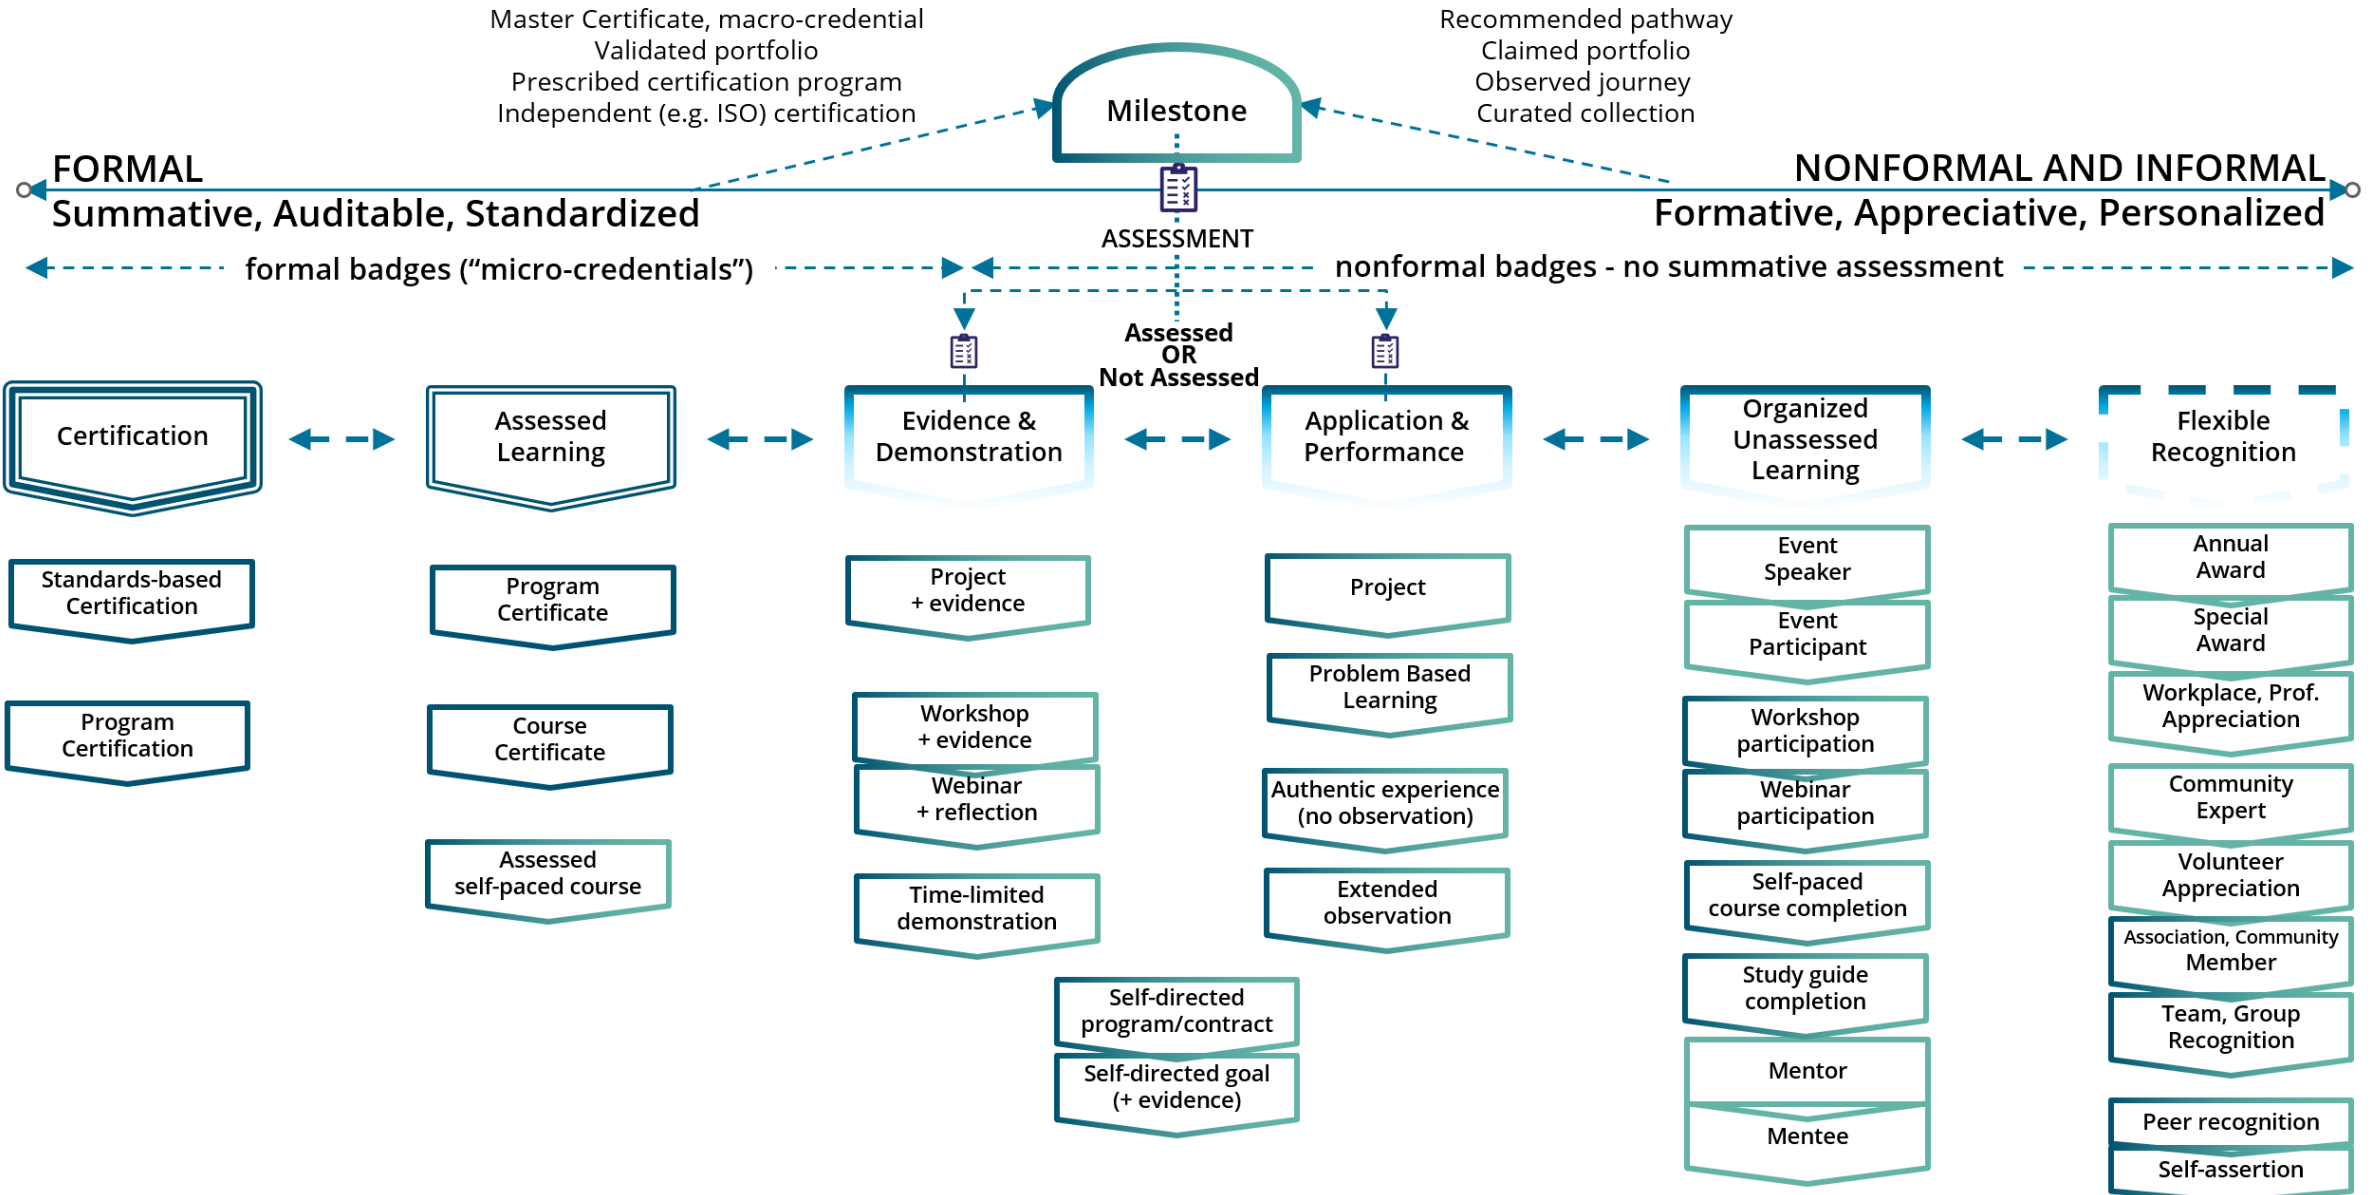 Master Certificate, macro-credential
Validated portfolio
Prescribed certification program
Independent (e.g. ISO) certification
Milestone
Recommended pathway
Claimed portfolio
Observed journey
Curated collection
FORMAL
Summative, Auditable, Standardized
NONFORMAL AND INFORMAL
Formative, Appreciative, Personalized
ASSESSMENT
formal badges (“micro-credentials”)
nonformal badges - no summative assessment
Assessed
OR
Not Assessed
Certification
Standards-based
Certification
Program
Certification
Assessed
Learning
Program
Certificate
Course
Certificate
Assessed
self-paced course
Evidence &
Demonstration
Project
+ evidence
Workshop
+ evidence
Webinar
+ reflection
Time-limited
demonstration
Application &
Performance
Project
Problem Based
Learning
Authentic experience
(no observation)
Extended
observation
Self-directed
program/contract
Self-directed goal
(+ evidence)
Organized
Unassessed
Learning
Event
Speaker
Event
Participant
Workshop
participation
Webinar
participation
Self-paced
course completion
Study guide
completion
Mentor
Mentee
Flexible
Recognition
Annual
Award
Special
Award
Workplace, Prof.
Appreciation
Community
Expert
Volunteer
Appreciation
Association, Community
Member
Team, Group
Recognition
Peer recognition
Self-assertion